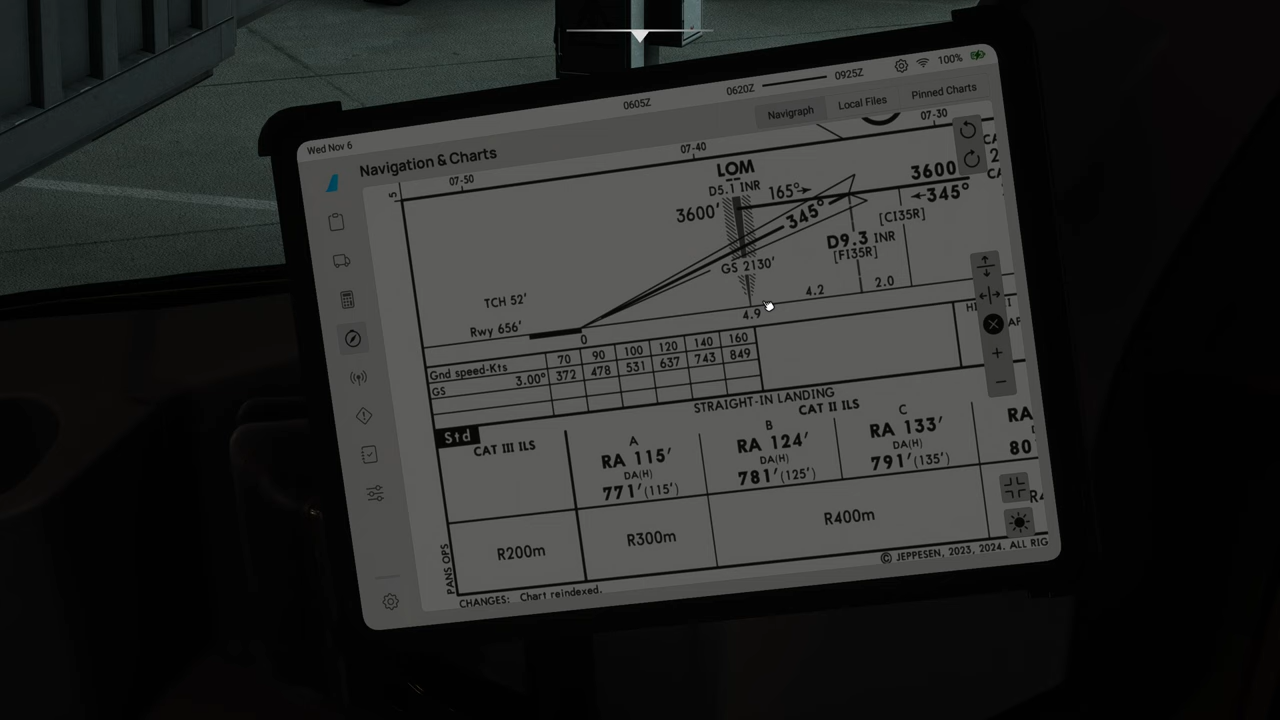 0605Z
0620Z
0925Z
100%
Wed Nov 6
Navigation & Charts
Navigraph
Local Files
Pinned Charts
07-50
07-40
07-30
5
LOM
D5.1 INR
3600'
165°
345°
3600
345°
[CI35R]
D9.3 INR
[FI35R]
GS 2130'
TCH 52'
Rwy 656'
0
4.9
4.2
2.0
Gnd speed-Kts 70 90 100 120 140 160
GS 3.00° 372 478 531 637 743 849
STRAIGHT-IN LANDING
Std
CAT III ILS
CAT II ILS
A
RA 115'
DA(H)
771'(115')
B
RA 124'
DA(H)
781'(125')
C
RA 133'
DA(H)
791'(135')
RA
80
R200m
R300m
R400m
PANS OPS
CHANGES: Chart reindexed.
© JEPPESEN, 2023, 2024. ALL RIG